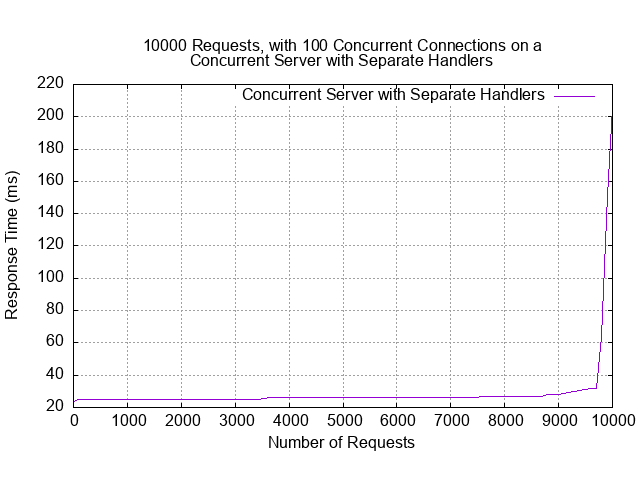 10000 Requests, with 100 Concurrent Connections on a
Concurrent Server with Separate Handlers
Concurrent Server with Separate Handlers
220
200
180
160
140
120
100
80
60
40
20
Response Time (ms)
0 1000 2000 3000 4000 5000 6000 7000 8000 9000 10000
Number of Requests